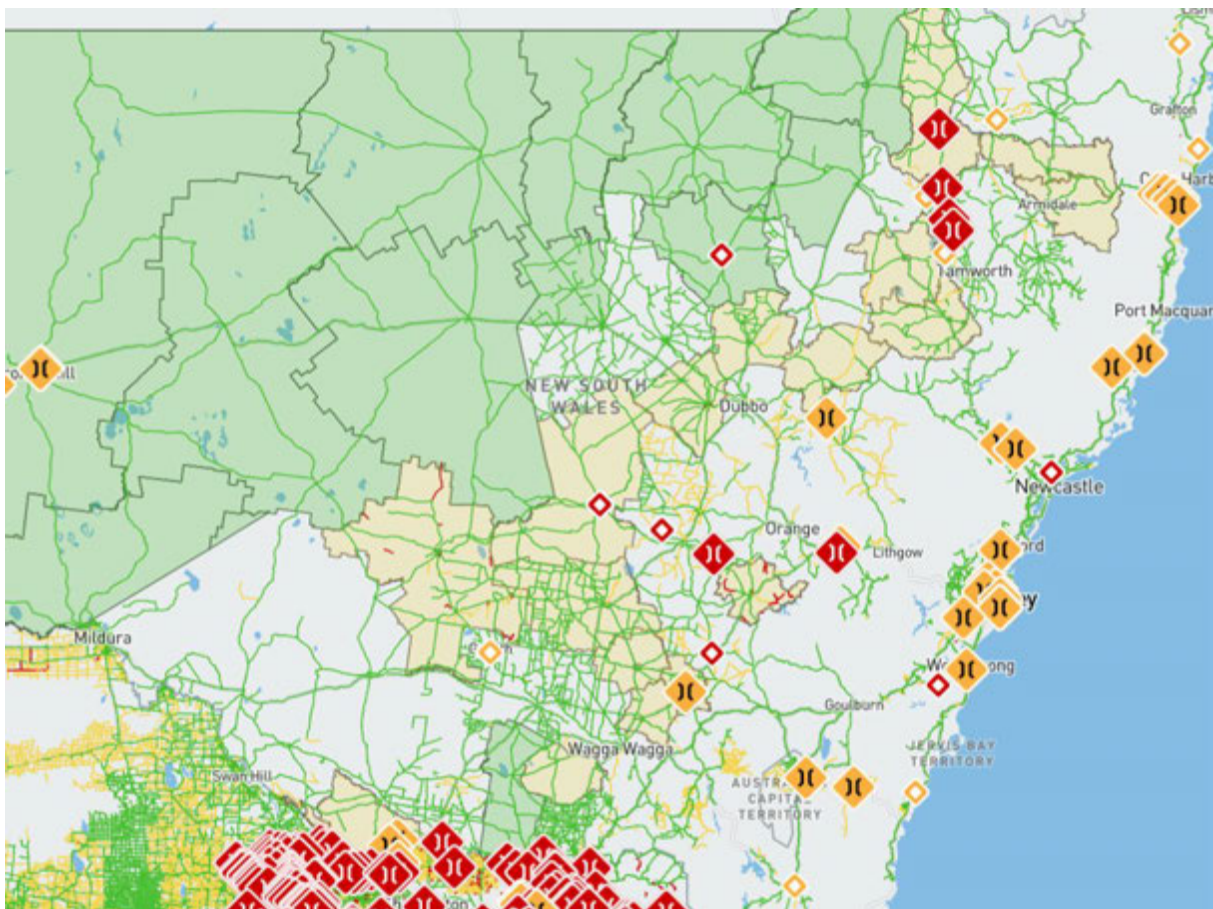 Grafton
Armidale
Tamworth
Port Macquar
NEW SOUTH
WALES
Dubbo
Newcastle
Orange
Lithgow
Mildura
Goulburn
Wagga Wagga
JERVIS BAY
TERRITORY
Swan Hill
CAPITAL
TERRITORY